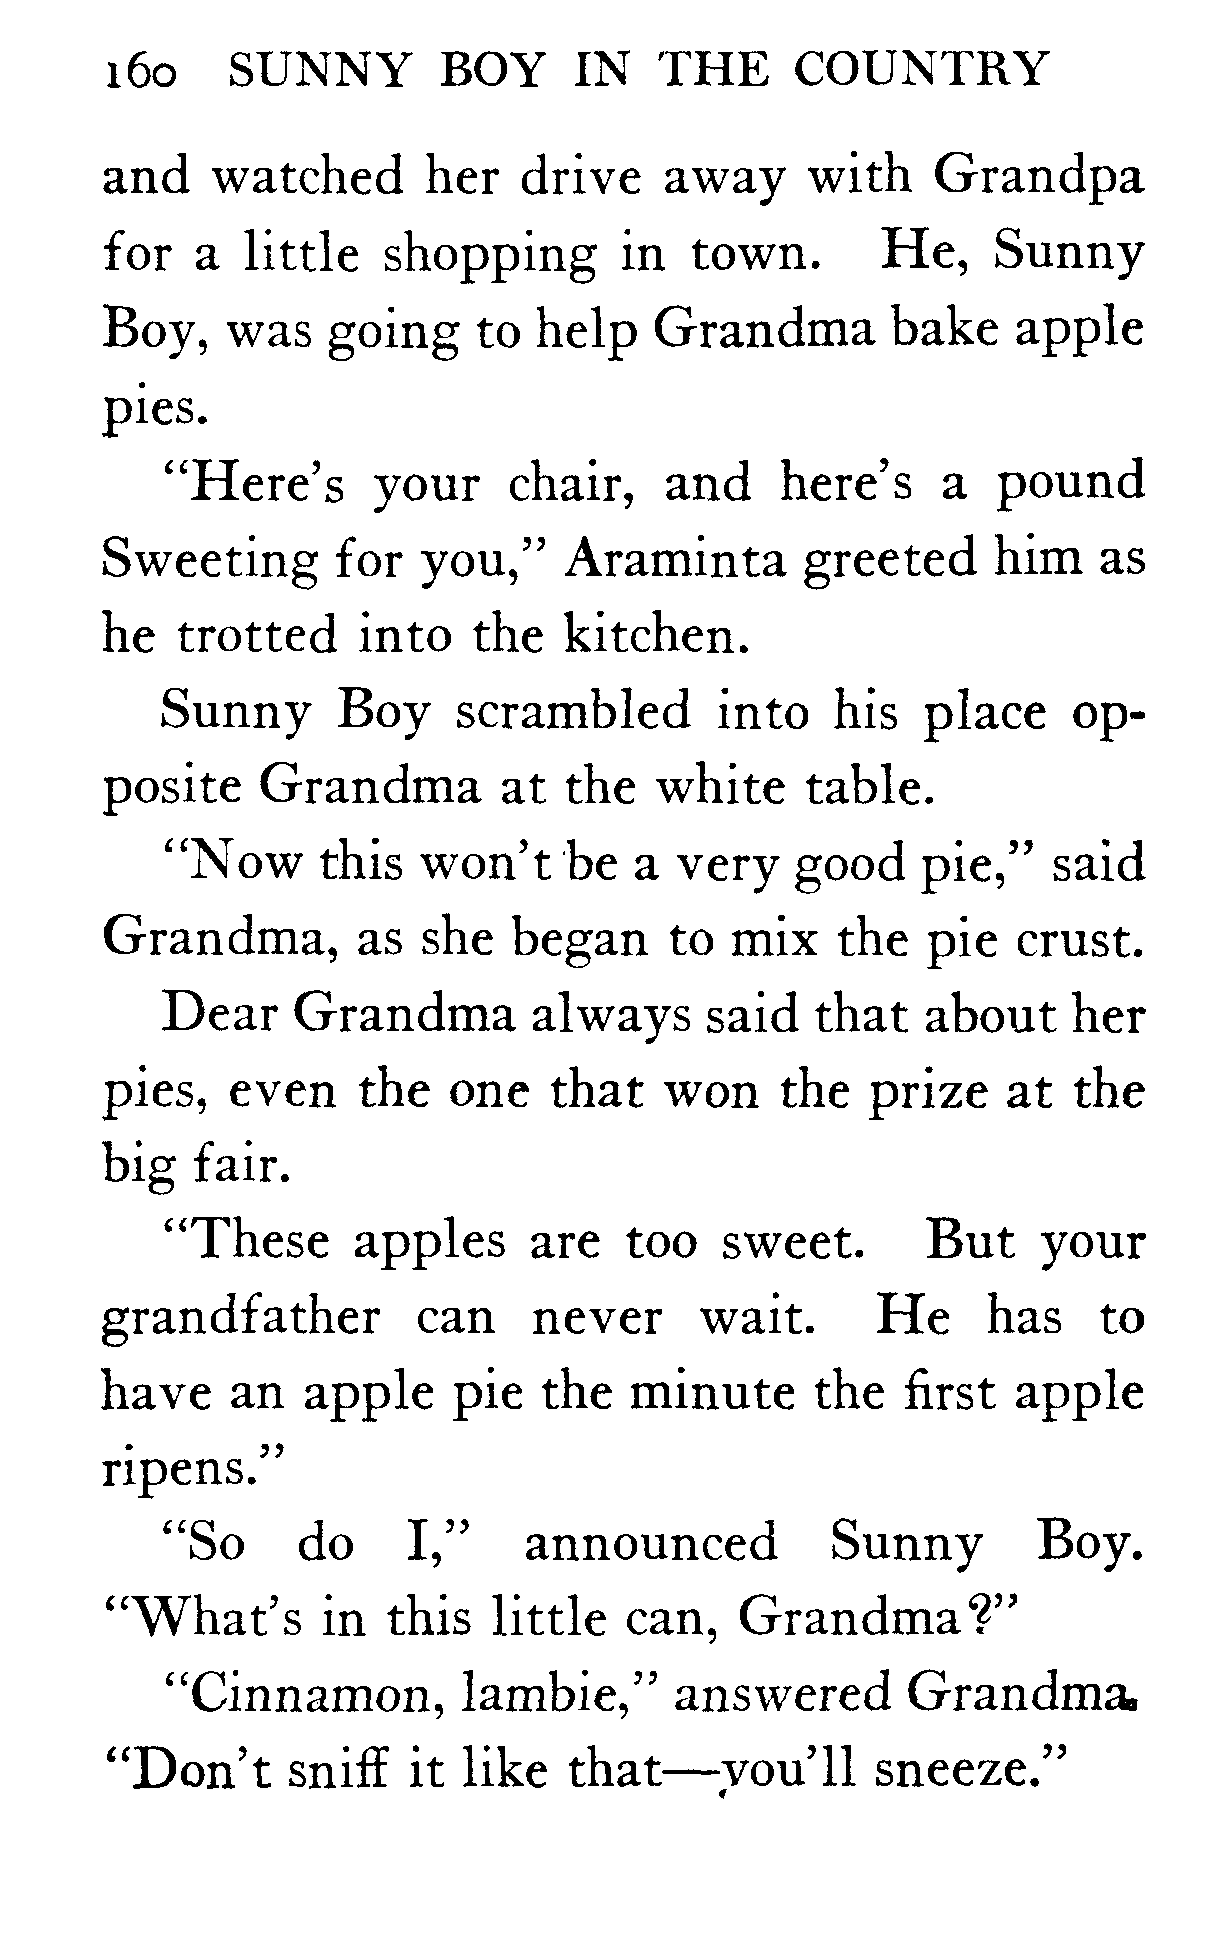 160 SUNNY BOY IN THE COUNTRY
and watched her drive away with Grandpa
for a little shopping in town. He, Sunny
Boy, was going to help Grandma bake apple
pies.
“Here’s your chair, and here’s a pound
Sweeting for you,” Araminta greeted him as
he trotted into the kitchen.
Sunny Boy scrambled into his place op-
posite Grandma at the white table.
“Now this won’t be a very good pie,” said
Grandma, as she began to mix the pie crust.
Dear Grandma always said that about her
pies, even the one that won the prize at the
big fair.
“These apples are too sweet. But your
grandfather can never wait. He has to
have an apple pie the minute the first apple
ripens.”
“So do I,” announced Sunny Boy.
“What’s in this little can, Grandma?”
“Cinnamon, lambie,” answered Grandma.
“Don’t sniff it like that—you’ll sneeze.”